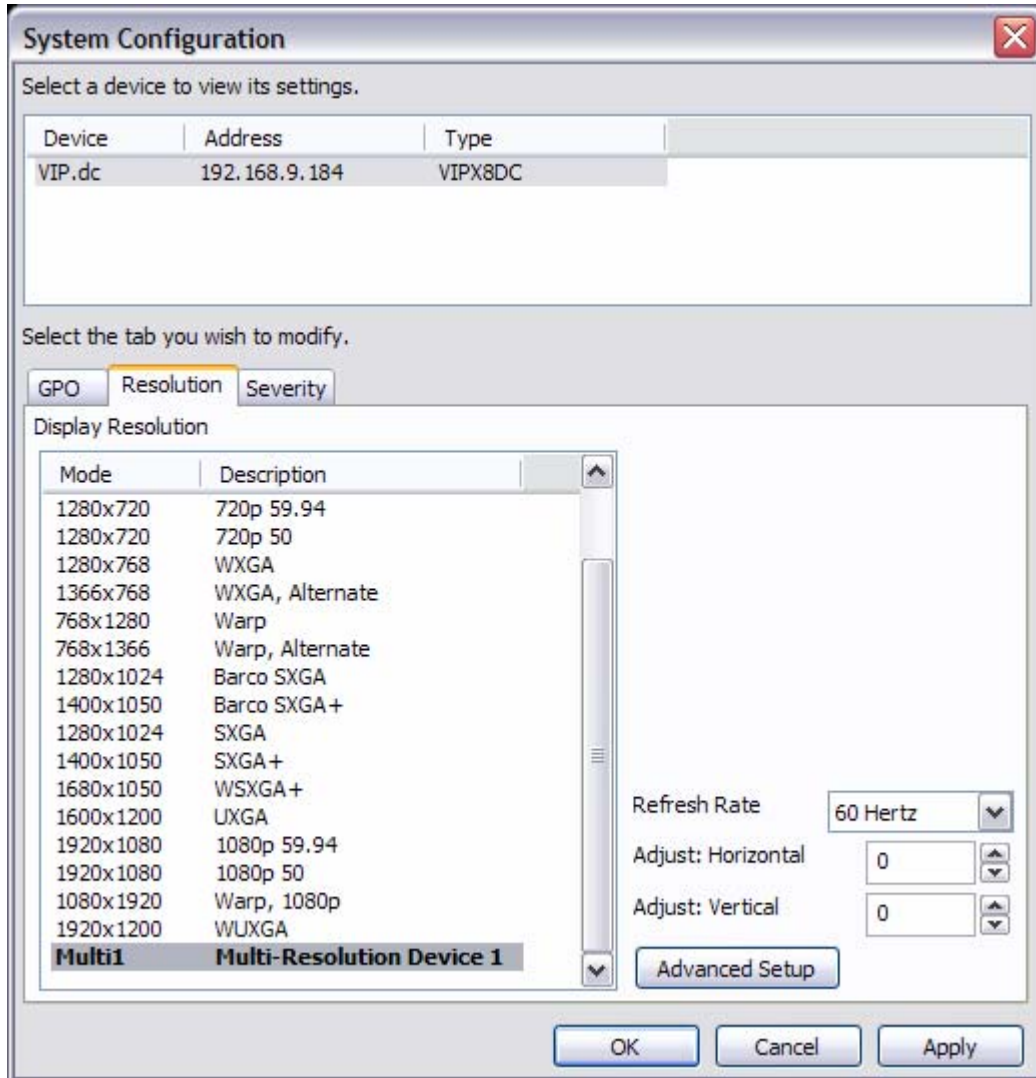 System Configuration
Select a device to view its settings.
Device Address Type
VIP.dc 192.168.9.184 VIPX8DC
Select the tab you wish to modify.
GPO Resolution Severity
Display Resolution
Mode Description
1280x720 720p 59.94
1280x720 720p 50
1280x768 WXGA
1366x768 WXGA, Alternate
768x1280 Warp
768x1366 Warp, Alternate
1280x1024 Barco SXGA
1400x1050 Barco SXGA+
1280x1024 SXGA
1400x1050 SXGA+
1680x1050 WSXGA+
1600x1200 UXGA
1920x1080 1080p 59.94
1920x1080 1080p 50
1080x1920 Warp, 1080p
1920x1200 WUXGA
Multi1 Multi-Resolution Device 1
Refresh Rate 60 Hertz
Adjust: Horizontal 0
Adjust: Vertical 0
Advanced Setup
OK Cancel Apply